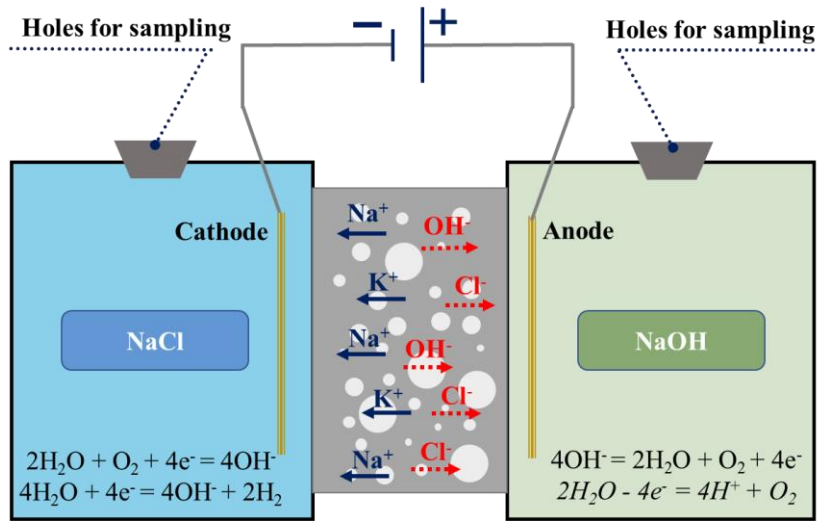 Holes for sampling
Holes for sampling
− +
Cathode
Anode
Na⁺
OH⁻
K⁺
Cl⁻
Na⁺
OH⁻
K⁺
Cl⁻
Na⁺
Cl⁻
NaCl
NaOH
2H₂O + O₂ + 4e⁻ = 4OH⁻
4H₂O + 4e⁻ = 4OH⁻ + 2H₂
4OH⁻ = 2H₂O + O₂ + 4e⁻
2H₂O - 4e⁻ = 4H⁺ + O₂